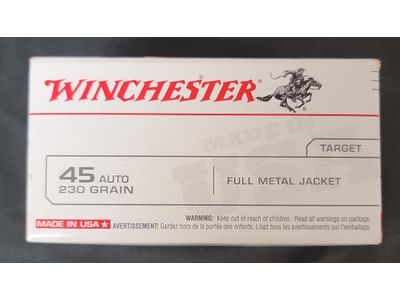 WINCHESTER
MADE IN
USA
TARGET
45 AUTO
230 GRAIN
FULL METAL JACKET
WARNING: Keep out of reach of children. Read all warnings on package.
MADE IN USA★ AVERTISSEMENT: Gardez hors de la portée des enfants. Lisez tous les avertissements sur l'emballage.